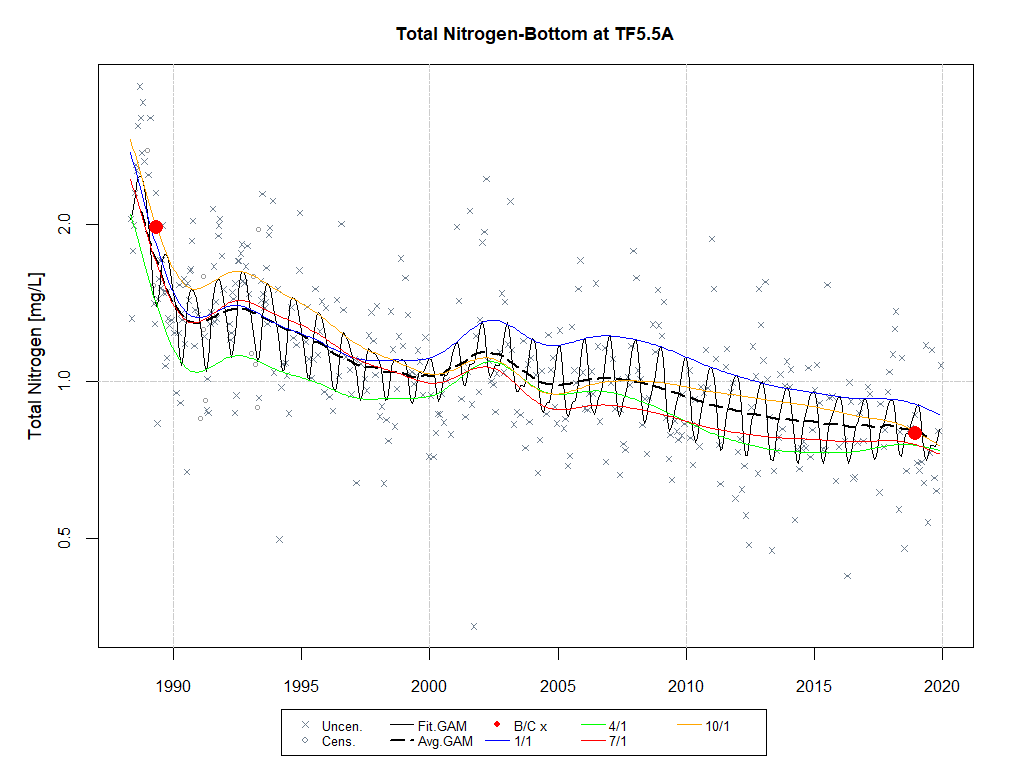 Total Nitrogen-Bottom at TF5.5A
Total Nitrogen [mg/L]
2.0
1.0
0.5
1990 1995 2000 2005 2010 2015 2020
Uncen. Fit.GAM B/C x 4/1 10/1
Cens. Avg.GAM 1/1 7/1